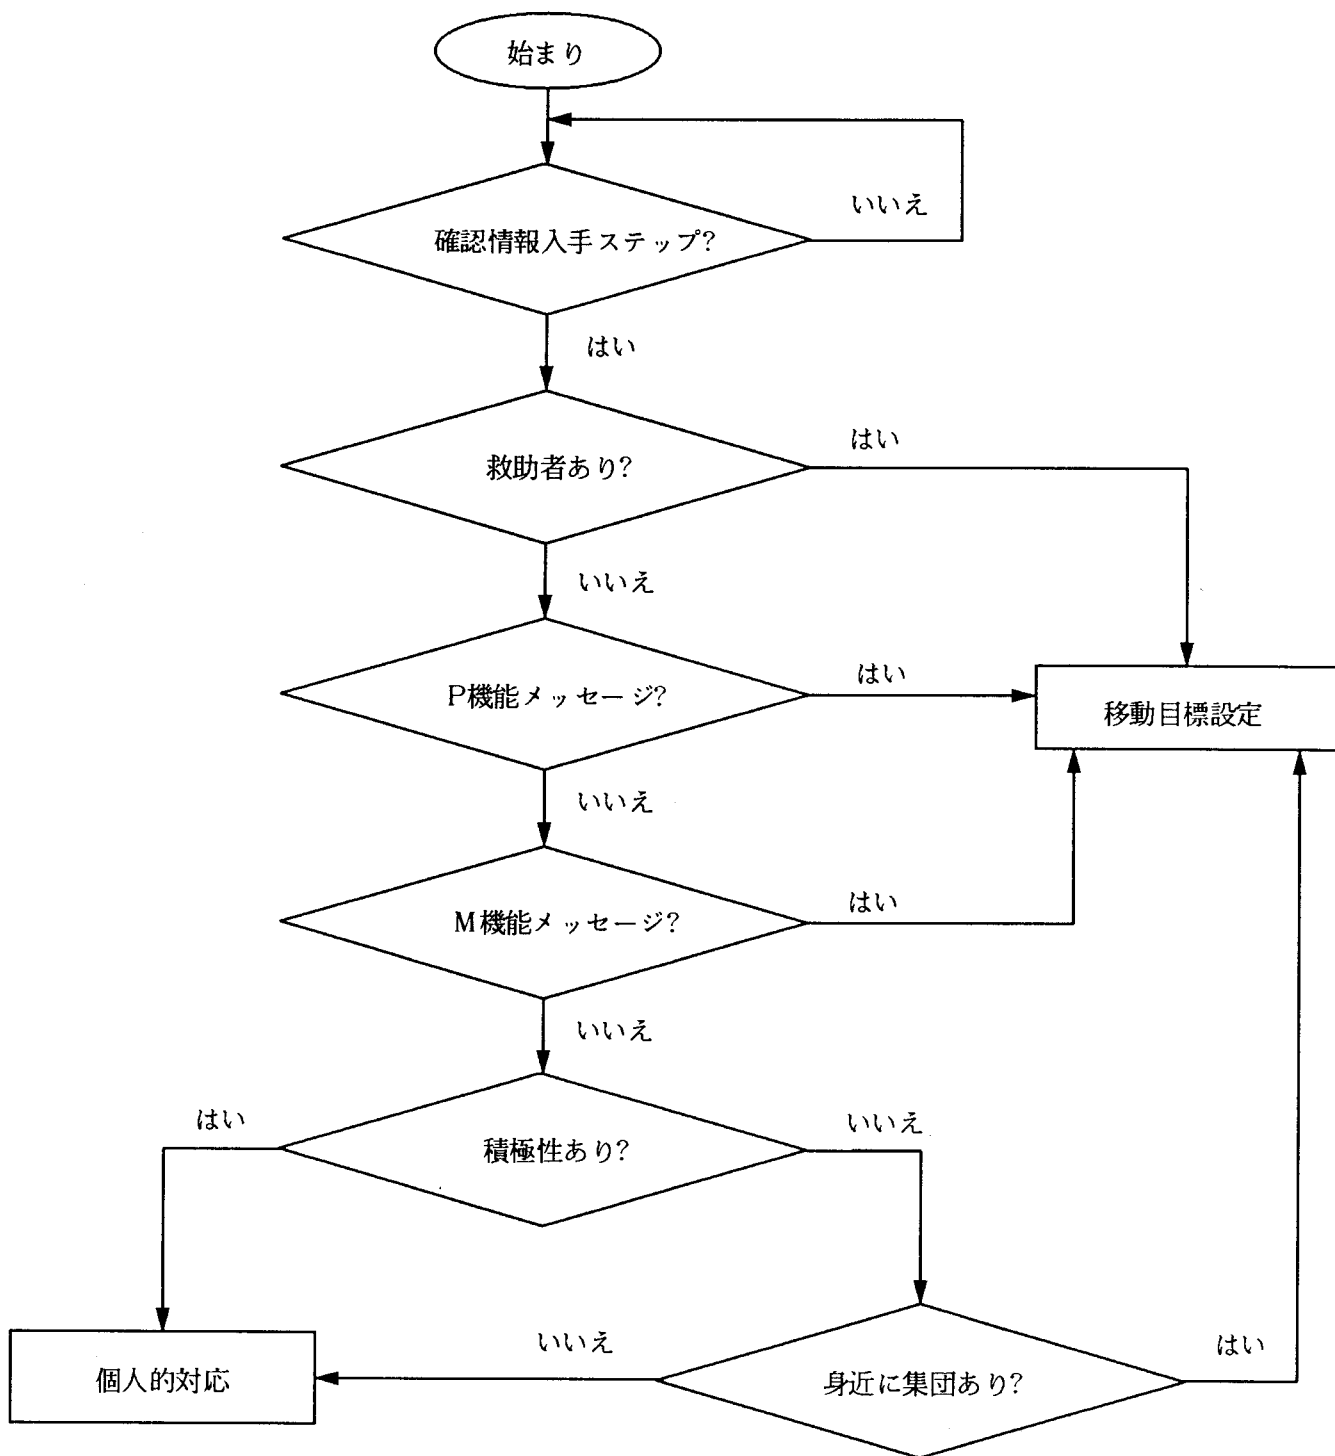 始まり
いいえ
確認情報入手ステップ?
はい
はい
救助者あり?
いいえ
はい
P機能メッセージ?
移動目標設定
いいえ
はい
M機能メッセージ?
いいえ
はい
いいえ
積極性あり?
いいえ
はい
個人的対応
身近に集団あり?